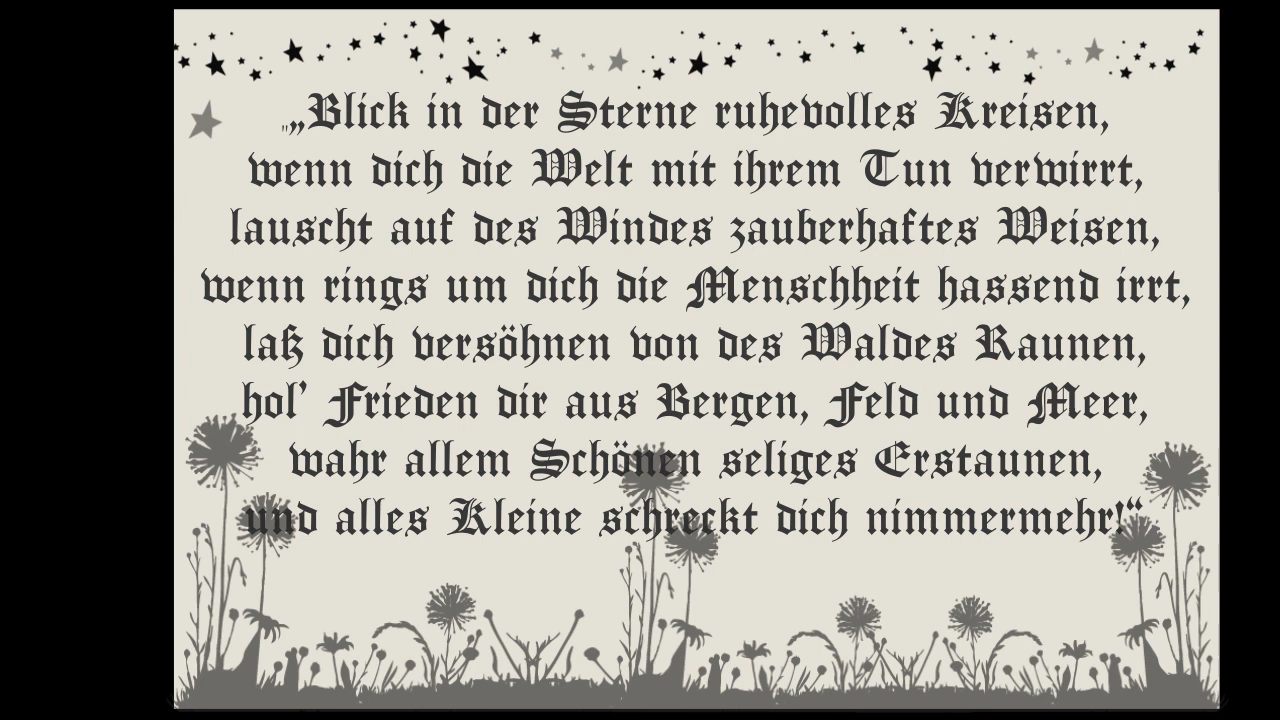 "„Blick in der Sterne ruhevolles Kreisen,
wenn dich die Welt mit ihrem Tun verwirrt,
lauscht auf des Windes zauberhaftes Weisen,
wenn rings um dich die Menschheit hassend irrt,
laß dich versöhnen von des Waldes Raunen,
hol’ Frieden dir aus Bergen, Feld und Meer,
wahr allem Schönen seliges Erstaunen,
und alles Kleine schreckt dich nimmermehr!“